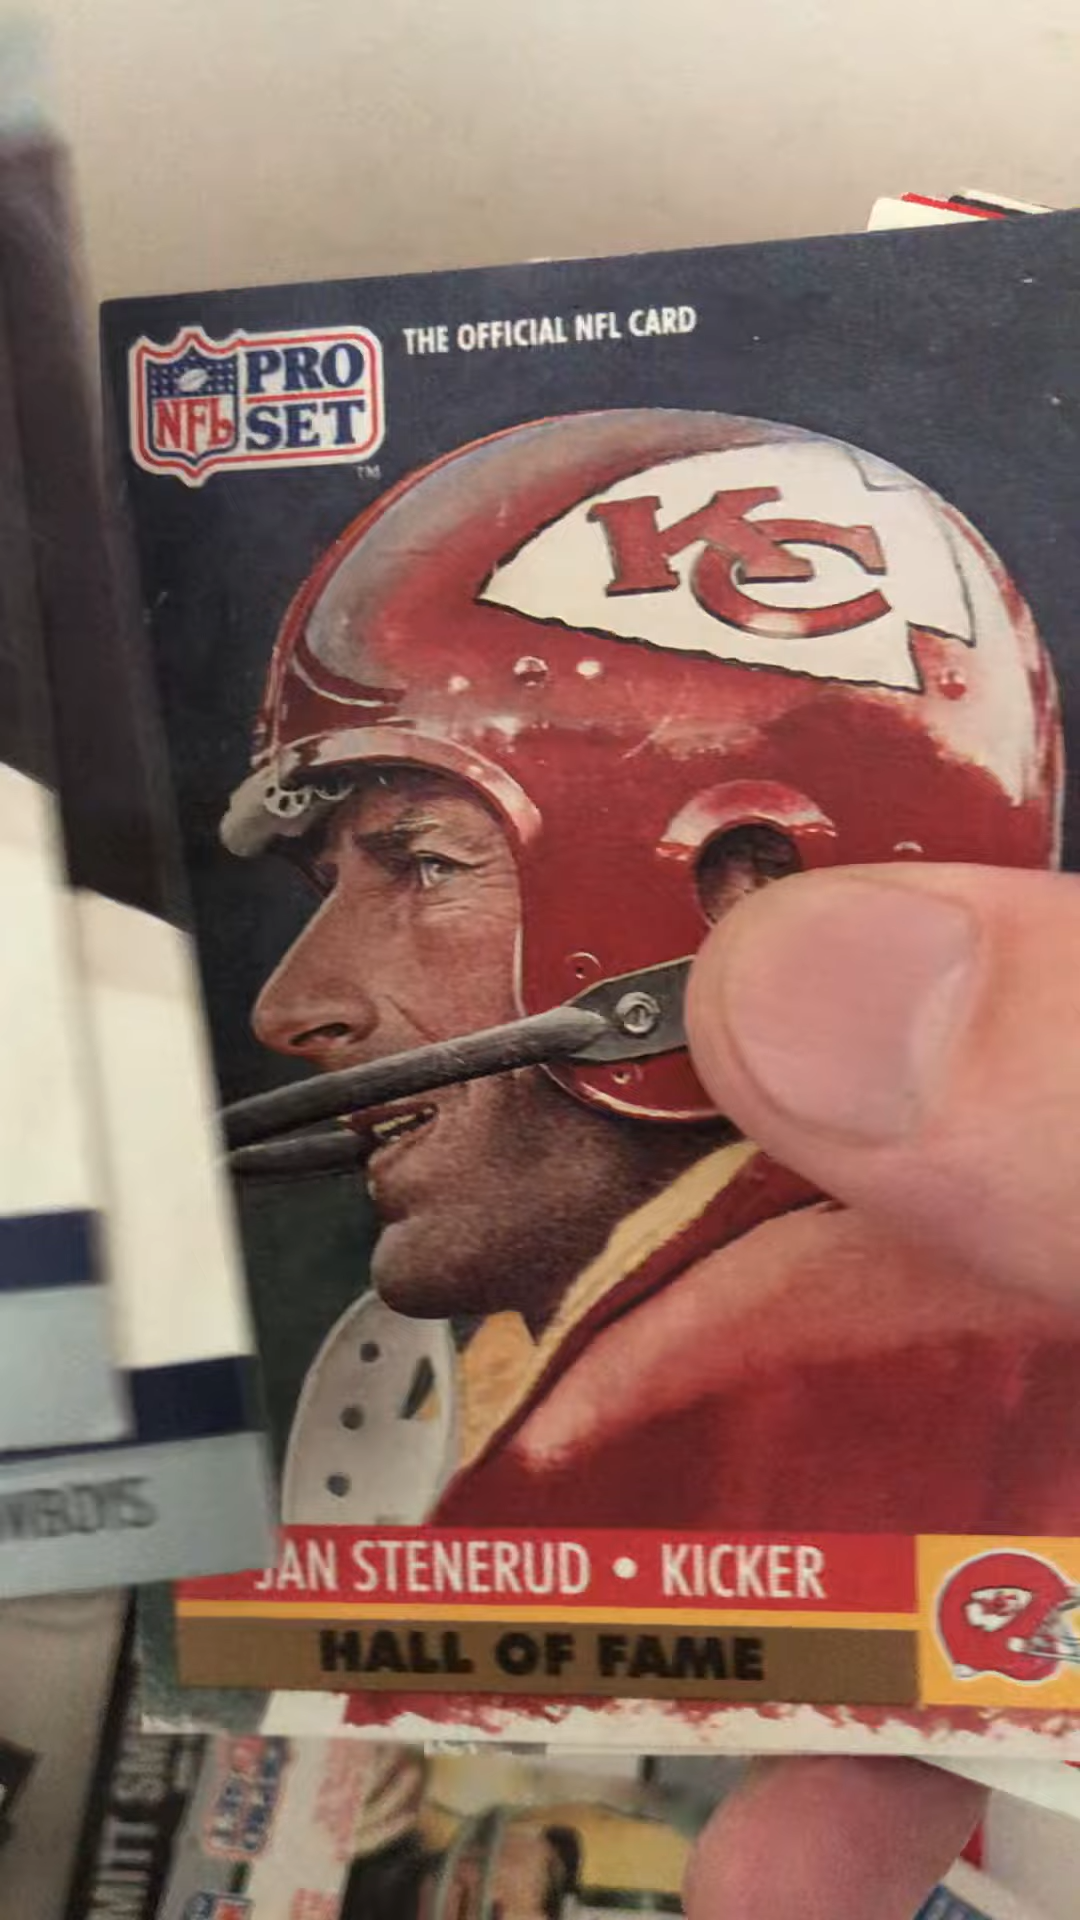 THE OFFICIAL NFL CARD
NFL PRO SET
TM
KC
JAN STENERUD • KICKER
HALL OF FAME